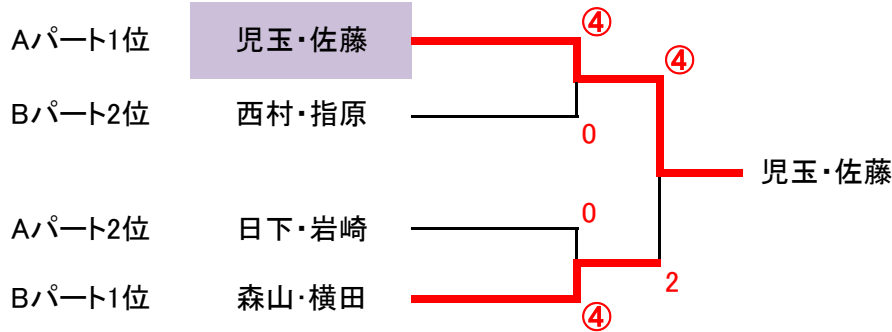 Aパート1位 児玉・佐藤 ④
④
Bパート2位 西村・指原 0
児玉・佐藤
Aパート2位 日下・岩崎 0
2
Bパート1位 森山・横田 ④